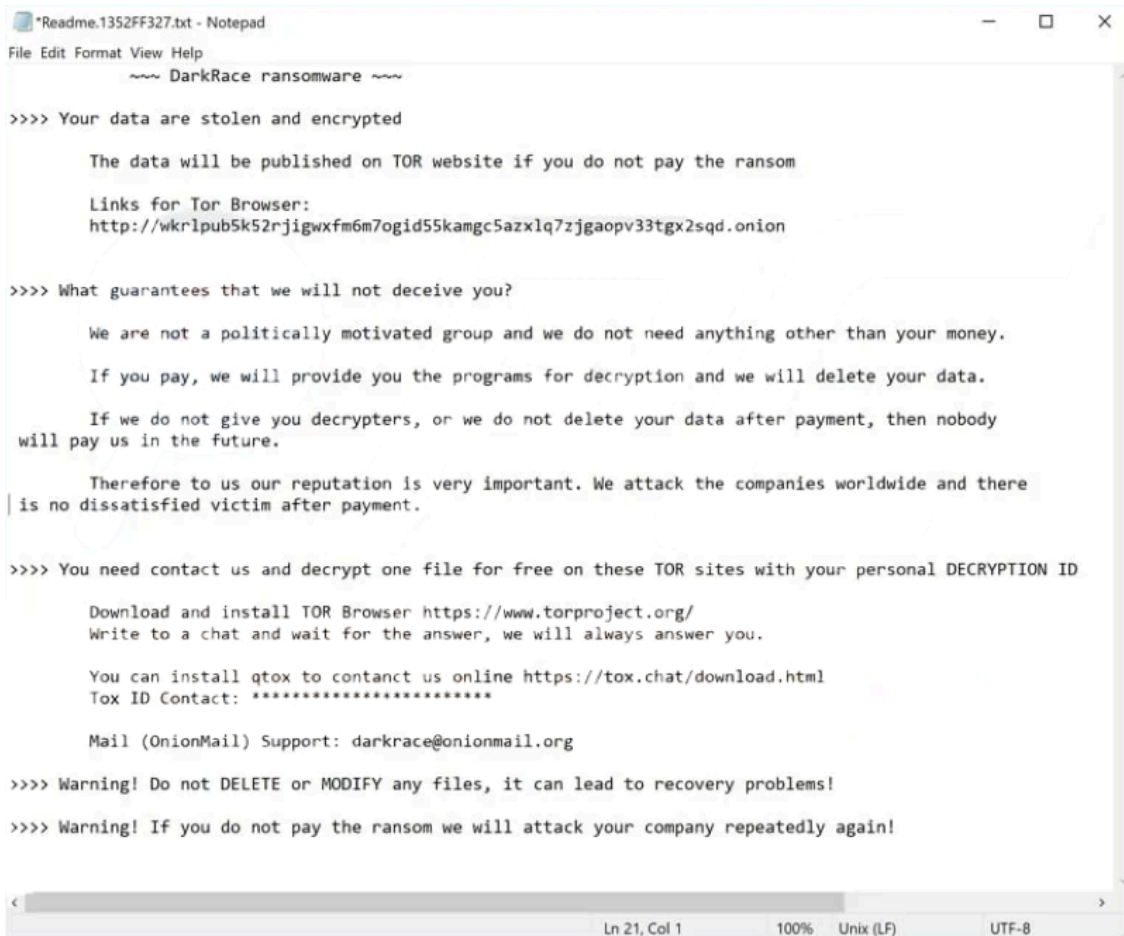 *Readme.1352FF327.txt - Notepad
File Edit Format View Help
~~~ DarkRace ransomware ~~~
>>>> Your data are stolen and encrypted
The data will be published on TOR website if you do not pay the ransom
Links for Tor Browser:
http://wkrlpub5k52rjigwxfm6m7ogid55kamgc5azxlq7zjgaopv33tgx2sqd.onion
>>>> What guarantees that we will not deceive you?
We are not a politically motivated group and we do not need anything other than your money.
If you pay, we will provide you the programs for decryption and we will delete your data.
If we do not give you decrypters, or we do not delete your data after payment, then nobody
will pay us in the future.
Therefore to us our reputation is very important. We attack the companies worldwide and there
is no dissatisfied victim after payment.
>>>> You need contact us and decrypt one file for free on these TOR sites with your personal DECRYPTION ID
Download and install TOR Browser https://www.torproject.org/
Write to a chat and wait for the answer, we will always answer you.
You can install qtox to contanct us online https://tox.chat/download.html
Tox ID Contact: ************************
Mail (OnionMail) Support: darkrace@onionmail.org
>>>> Warning! Do not DELETE or MODIFY any files, it can lead to recovery problems!
>>>> Warning! If you do not pay the ransom we will attack your company repeatedly again!
Ln 21, Col 1 100% Unix (LF) UTF-8